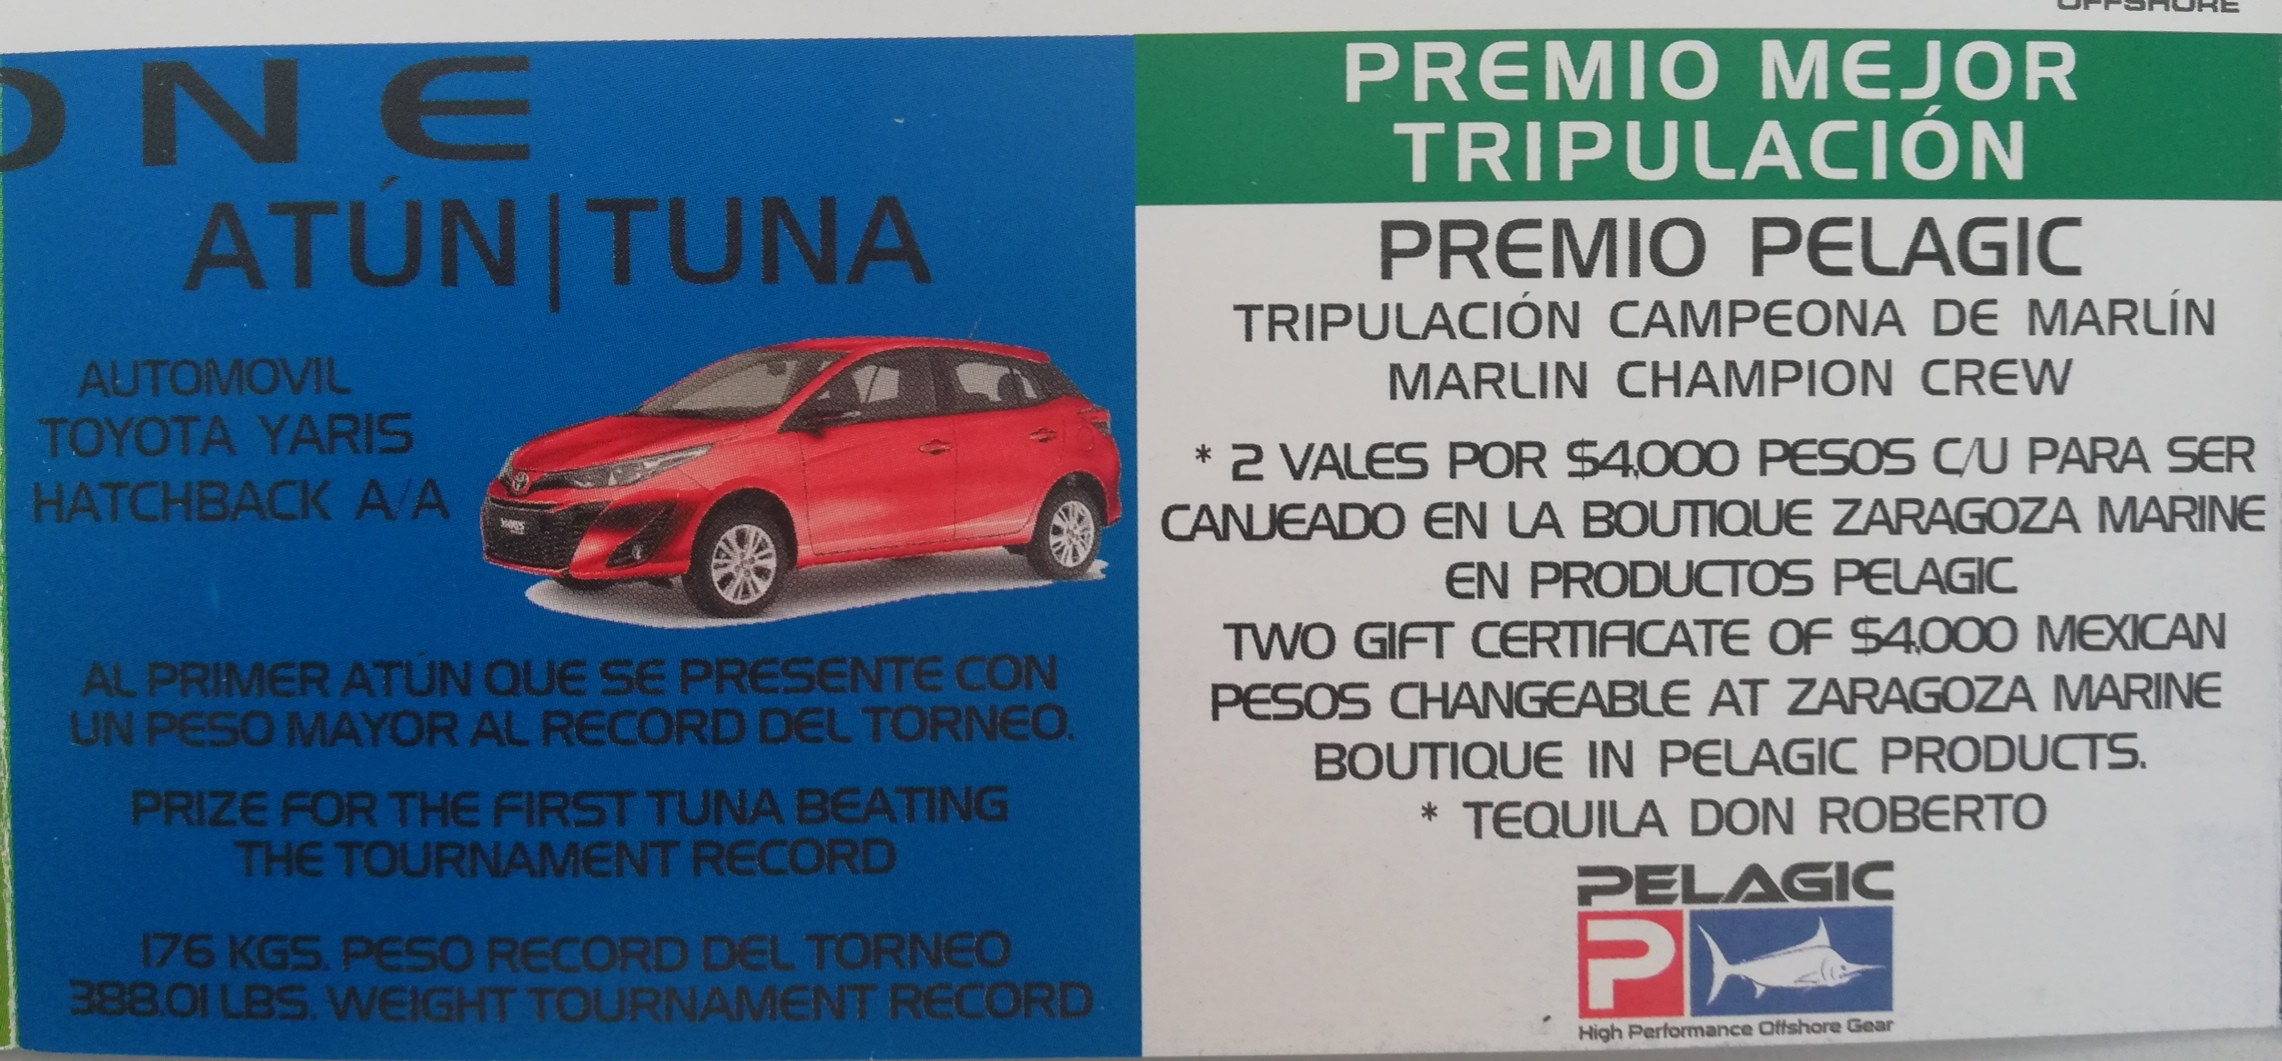 OFFSHORE
ONE
ATÚN | TUNA
AUTOMOVIL
TOYOTA YARIS
HATCHBACK A/A
YARIS
AL PRIMER ATÚN QUE SE PRESENTE CON
UN PESO MAYOR AL RECORD DEL TORNEO.
PRIZE FOR THE FIRST TUNA BEATING
THE TOURNAMENT RECORD
176 KGS. PESO RECORD DEL TORNEO
388.01 LBS. WEIGHT TOURNAMENT RECORD
PREMIO MEJOR
TRIPULACIÓN
PREMIO PELAGIC
TRIPULACIÓN CAMPEONA DE MARLÍN
MARLIN CHAMPION CREW
* 2 VALES POR $4,000 PESOS C/U PARA SER
CANJEADO EN LA BOUTIQUE ZARAGOZA MARINE
EN PRODUCTOS PELAGIC
TWO GIFT CERTIFICATE OF $4,000 MEXICAN
PESOS CHANGEABLE AT ZARAGOZA MARINE
BOUTIQUE IN PELAGIC PRODUCTS.
* TEQUILA DON ROBERTO
PELAGIC
P
High Performance Offshore Gear